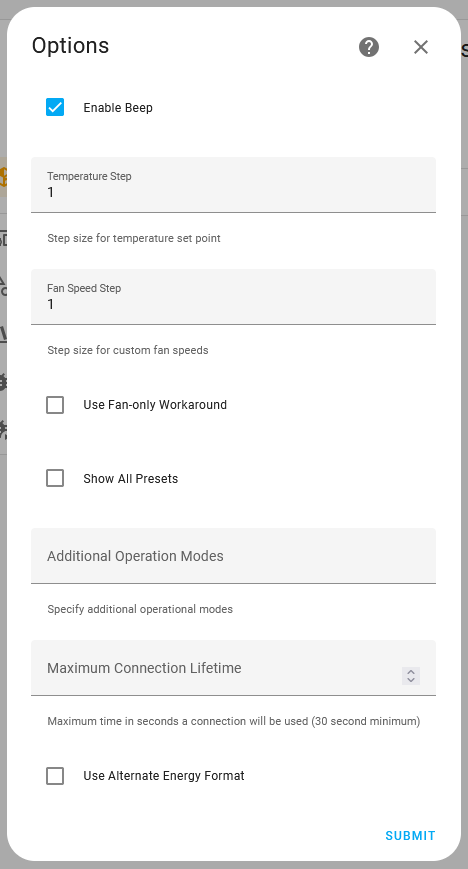 Options
Enable Beep
Temperature Step
1
Step size for temperature set point
Fan Speed Step
1
Step size for custom fan speeds
Use Fan-only Workaround
Show All Presets
Additional Operation Modes
Specify additional operational modes
Maximum Connection Lifetime
Maximum time in seconds a connection will be used (30 second minimum)
Use Alternate Energy Format
SUBMIT